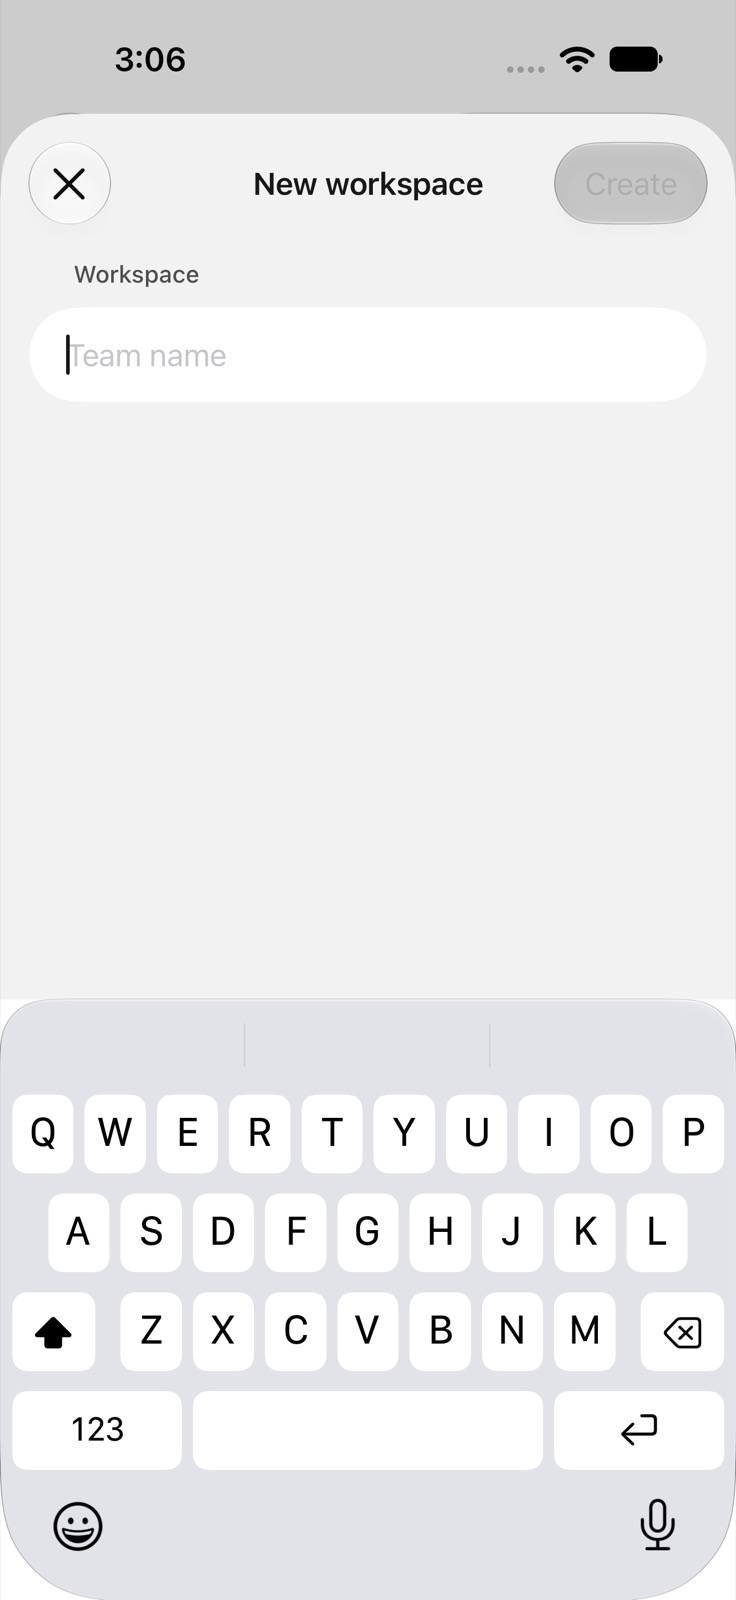 3:06
New workspace
Create
Workspace
Team name
Q W E R T Y U I O P
A S D F G H J K L
Z X C V B N M
123